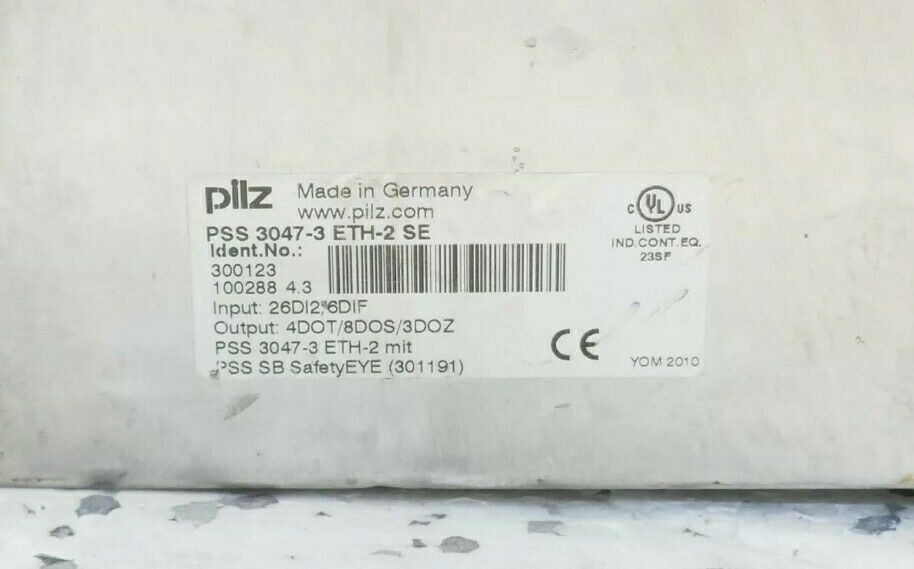 pilz Made in Germany
www.pilz.com
PSS 3047-3 ETH-2 SE
Ident.No.:
300123
100288 4.3
Input: 26DI2,6DIF
Output: 4DOT/8DOS/3DOZ
PSS 3047-3 ETH-2 mit
PSS SB SafetyEYE (301191)
C UL US
LISTED
IND.CONT.EQ.
23SF
CE
YOM 2010